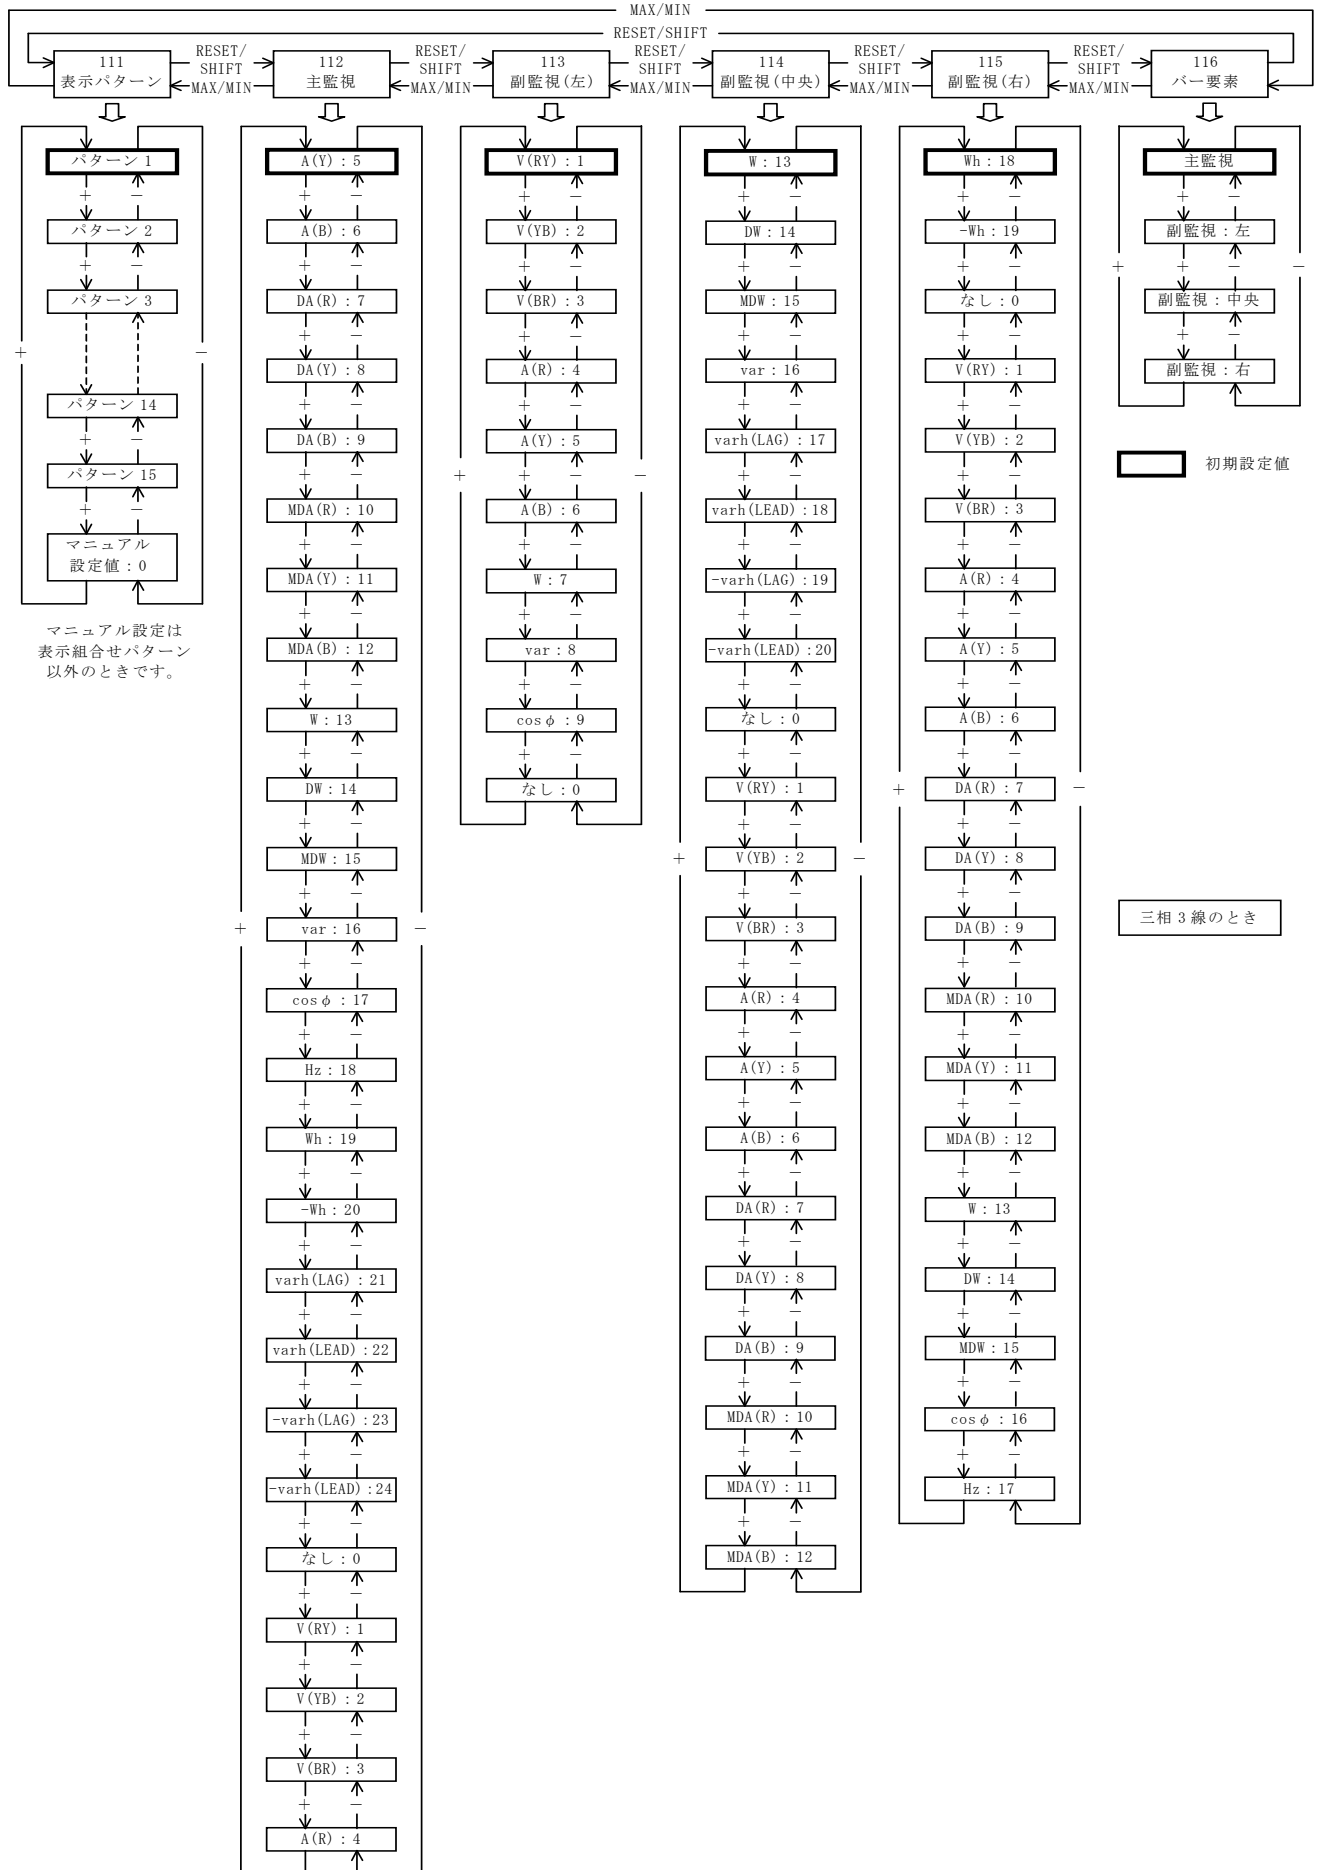 MAX/MIN
RESET/SHIFT
111
表示パターン
RESET/
SHIFT
MAX/MIN
112
主監視
RESET/
SHIFT
MAX/MIN
113
副監視(左)
RESET/
SHIFT
MAX/MIN
114
副監視(中央)
RESET/
SHIFT
MAX/MIN
115
副監視(右)
RESET/
SHIFT
MAX/MIN
116
バー要素
パターン 1
+ −
パターン 2
+ −
パターン 3
+ −
パターン 14
+ −
パターン 15
+ −
マニュアル
設定値：0
マニュアル設定は
表示組合せパターン
以外のときです。
A(Y)：5
+ −
A(B)：6
+ −
DA(R)：7
+ −
DA(Y)：8
+ −
DA(B)：9
+ −
MDA(R)：10
+ −
MDA(Y)：11
+ −
MDA(B)：12
+ −
W：13
+ −
DW：14
+ −
MDW：15
+ −
var：16
+ −
+ −
cosφ：17
+ −
Hz：18
+ −
Wh：19
+ −
-Wh：20
+ −
varh(LAG)：21
+ −
varh(LEAD)：22
+ −
-varh(LAG)：23
+ −
-varh(LEAD)：24
+ −
なし：0
+ −
V(RY)：1
+ −
V(YB)：2
+ −
V(BR)：3
+ −
A(R)：4
V(RY)：1
+ −
V(YB)：2
+ −
V(BR)：3
+ −
A(R)：4
+ −
A(Y)：5
+ −
+ −
A(B)：6
+ −
W：7
+ −
var：8
+ −
cosφ：9
+ −
なし：0
W：13
+ −
DW：14
+ −
MDW：15
+ −
var：16
+ −
varh(LAG)：17
+ −
varh(LEAD)：18
+ −
-varh(LAG)：19
+ −
-varh(LEAD)：20
+ −
なし：0
+ −
V(RY)：1
+ −
V(YB)：2
+ −
+ −
V(BR)：3
+ −
A(R)：4
+ −
A(Y)：5
+ −
A(B)：6
+ −
DA(R)：7
+ −
DA(Y)：8
+ −
DA(B)：9
+ −
MDA(R)：10
+ −
MDA(Y)：11
+ −
MDA(B)：12
Wh：18
+ −
-Wh：19
+ −
なし：0
+ −
V(RY)：1
+ −
V(YB)：2
+ −
V(BR)：3
+ −
A(R)：4
+ −
A(Y)：5
+ −
A(B)：6
+ −
DA(R)：7
+ −
+ −
DA(Y)：8
+ −
DA(B)：9
+ −
MDA(R)：10
+ −
MDA(Y)：11
+ −
MDA(B)：12
+ −
W：13
+ −
DW：14
+ −
MDW：15
+ −
cosφ：16
+ −
Hz：17
主監視
+ −
副監視：左
+ + − −
副監視：中央
+ −
副監視：右
初期設定値
三相 3 線のとき